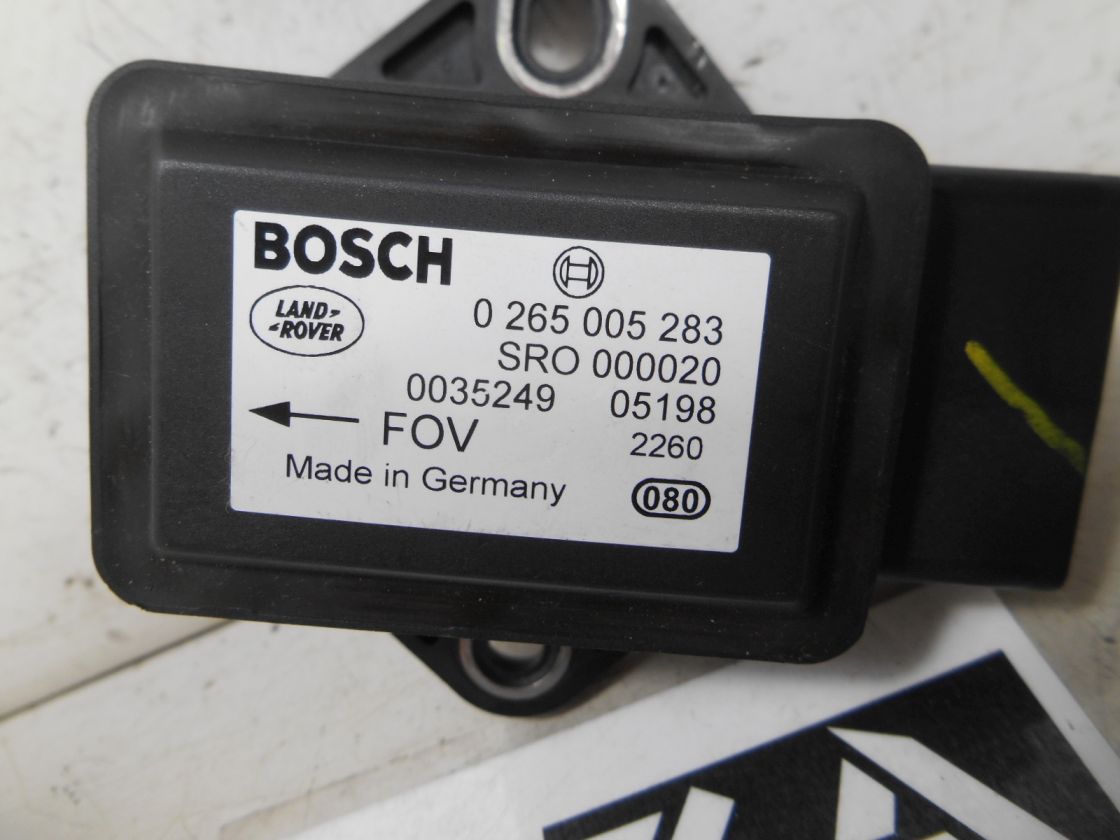 BOSCH
LAND
ROVER
0 265 005 283
SRO 000020
0035249 05198
FOV 2260
Made in Germany 080